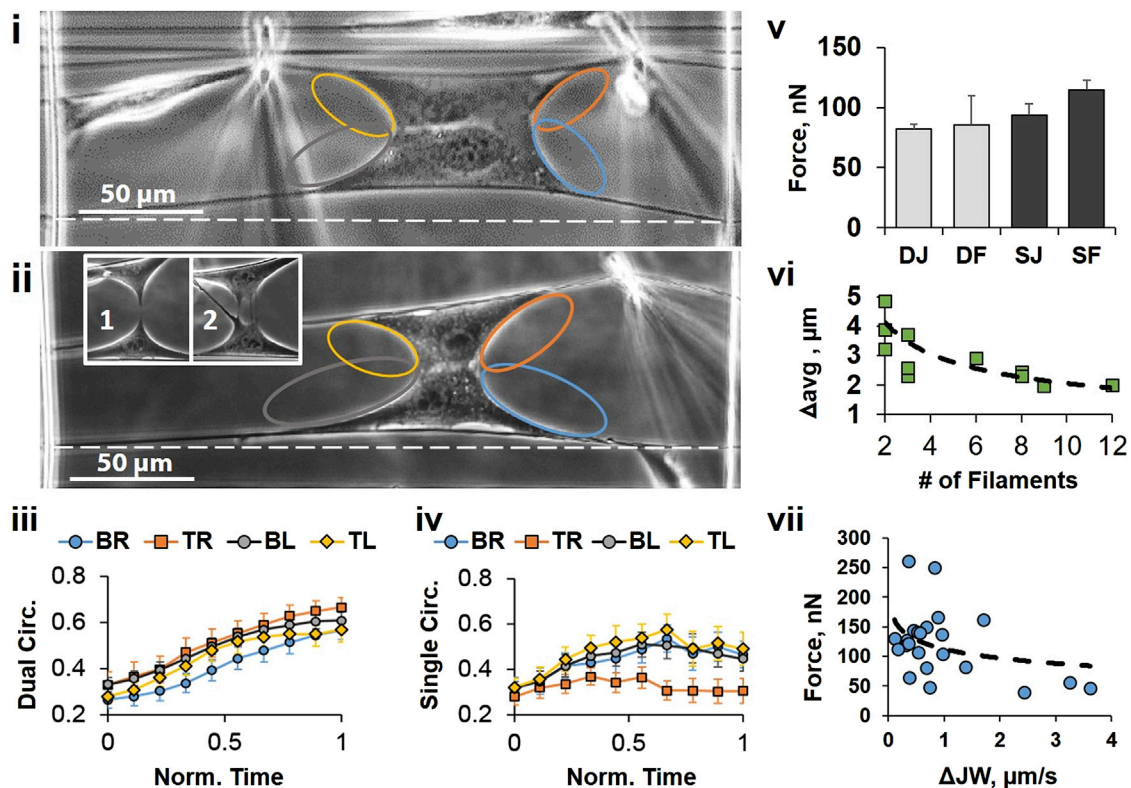 i
50 µm
ii
1
2
50 µm
iii
BR TR BL TL
0.8
0.6
0.4
0.2
Dual Circ.
0 0.5 1
Norm. Time
iv
BR TR BL TL
0.8
0.6
0.4
0.2
Single Circ.
0 0.5 1
Norm. Time
v
150
100
50
0
Force, nN
DJ DF SJ SF
vi
5
4
3
2
1
Δavg , µm
2 4 6 8 10 12
# of Filaments
vii
300
250
200
150
100
50
0
Force, nN
0 1 2 3 4
ΔJW, µm/s